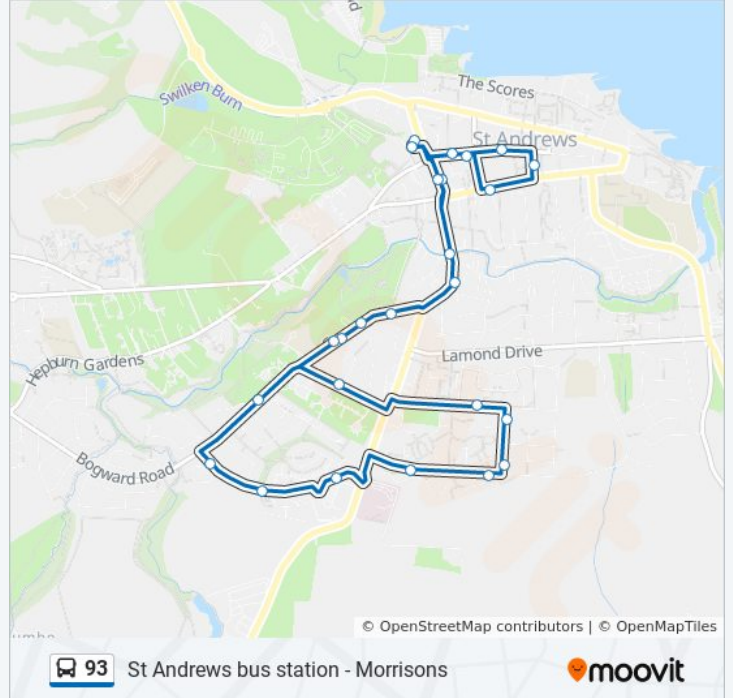 The Scores
Swilken Burn
St Andrews
Lamond Drive
Hepburn Gardens
Bogward Road
© OpenStreetMap contributors | © OpenMapTiles
93 St Andrews bus station - Morrisons
moovit